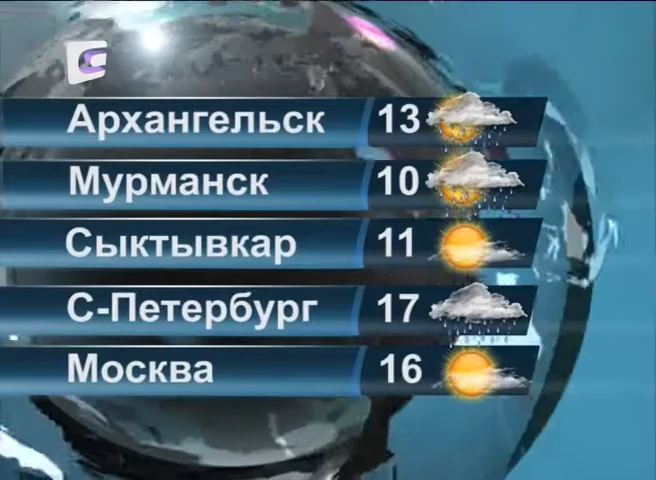 Архангельск 13
Мурманск 10
Сыктывкар 11
С-Петербург 17
Москва 16